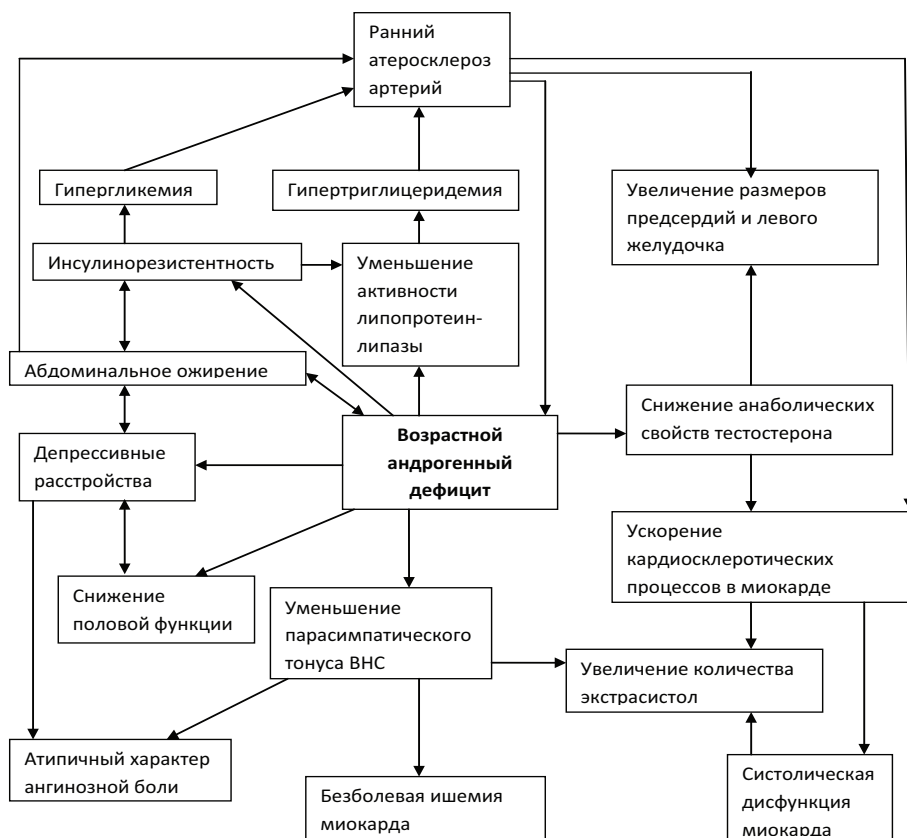 Ранний
атеросклероз
артерий
Гипергликемия
Гипертриглицеридемия
Увеличение размеров
предсердий и левого
желудочка
Инсулинорезистентность
Уменьшение
активности
липопротеин-
липазы
Абдоминальное ожирение
Возрастной
андрогенный
дефицит
Снижение анаболических
свойств тестостерона
Депрессивные
расстройства
Ускорение
кардиосклеротических
процессов в миокарде
Снижение
половой функции
Уменьшение
парасимпатического
тонуса ВНС
Увеличение количества
экстрасистол
Атипичный характер
ангинозной боли
Безболевая ишемия
миокарда
Систолическая
дисфункция
миокарда